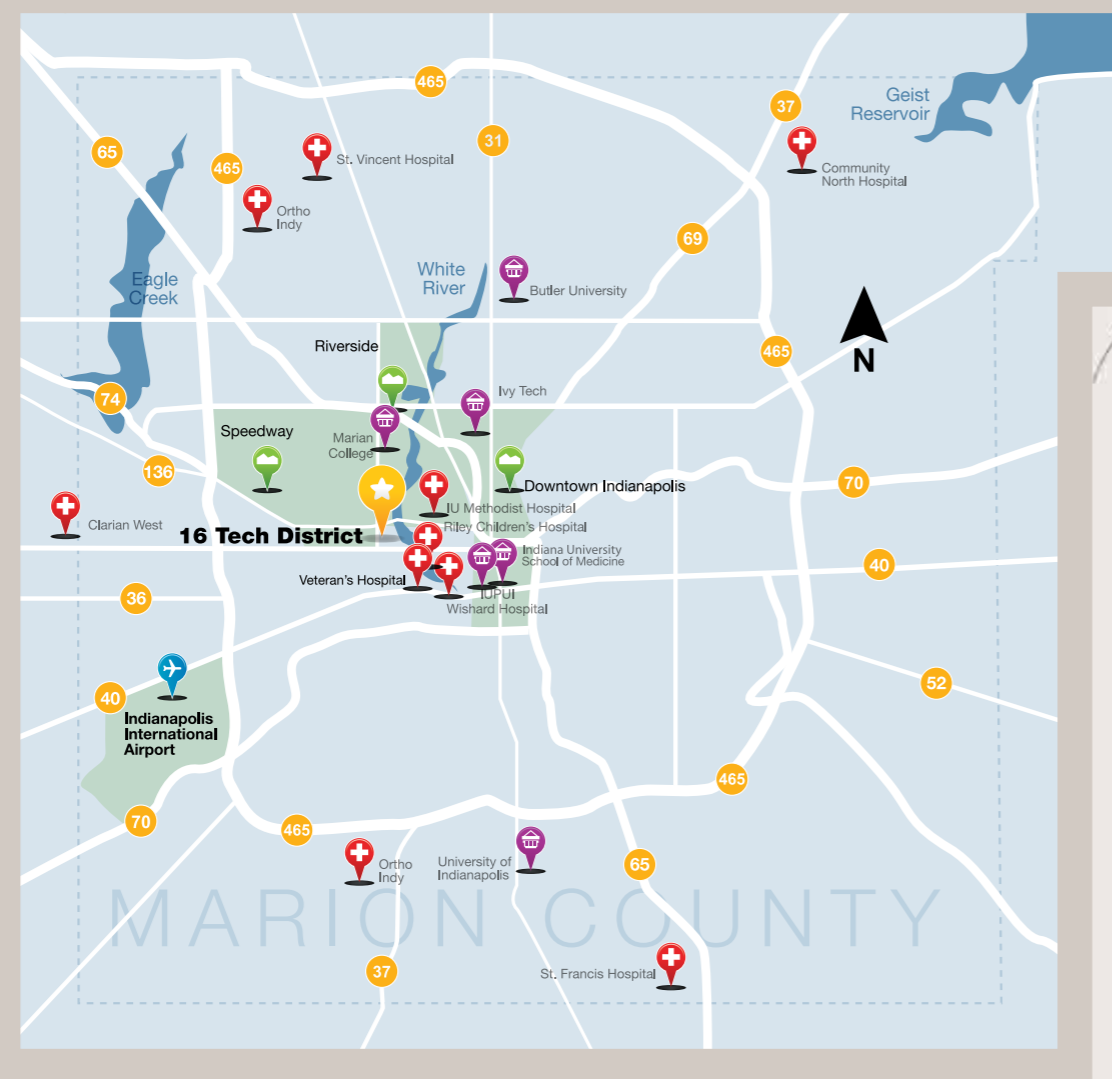 465
37
Geist
Reservoir
65
31
465
St. Vincent Hospital
Community
North Hospital
Ortho
Indy
69
White
River
Eagle
Creek
Butler University
Riverside
465
N
74
Ivy Tech
Speedway
Marian
College
136
70
Downtown Indianapolis
Clarian West
IU Methodist Hospital
16 Tech District
Riley Children's Hospital
Indiana University
School of Medicine
Veteran's Hospital
40
IUPUI
Wishard Hospital
36
52
40
Indianapolis
International
Airport
465
70
465
Ortho
Indy
University of
Indianapolis
65
MARION COUNTY
37
St. Francis Hospital